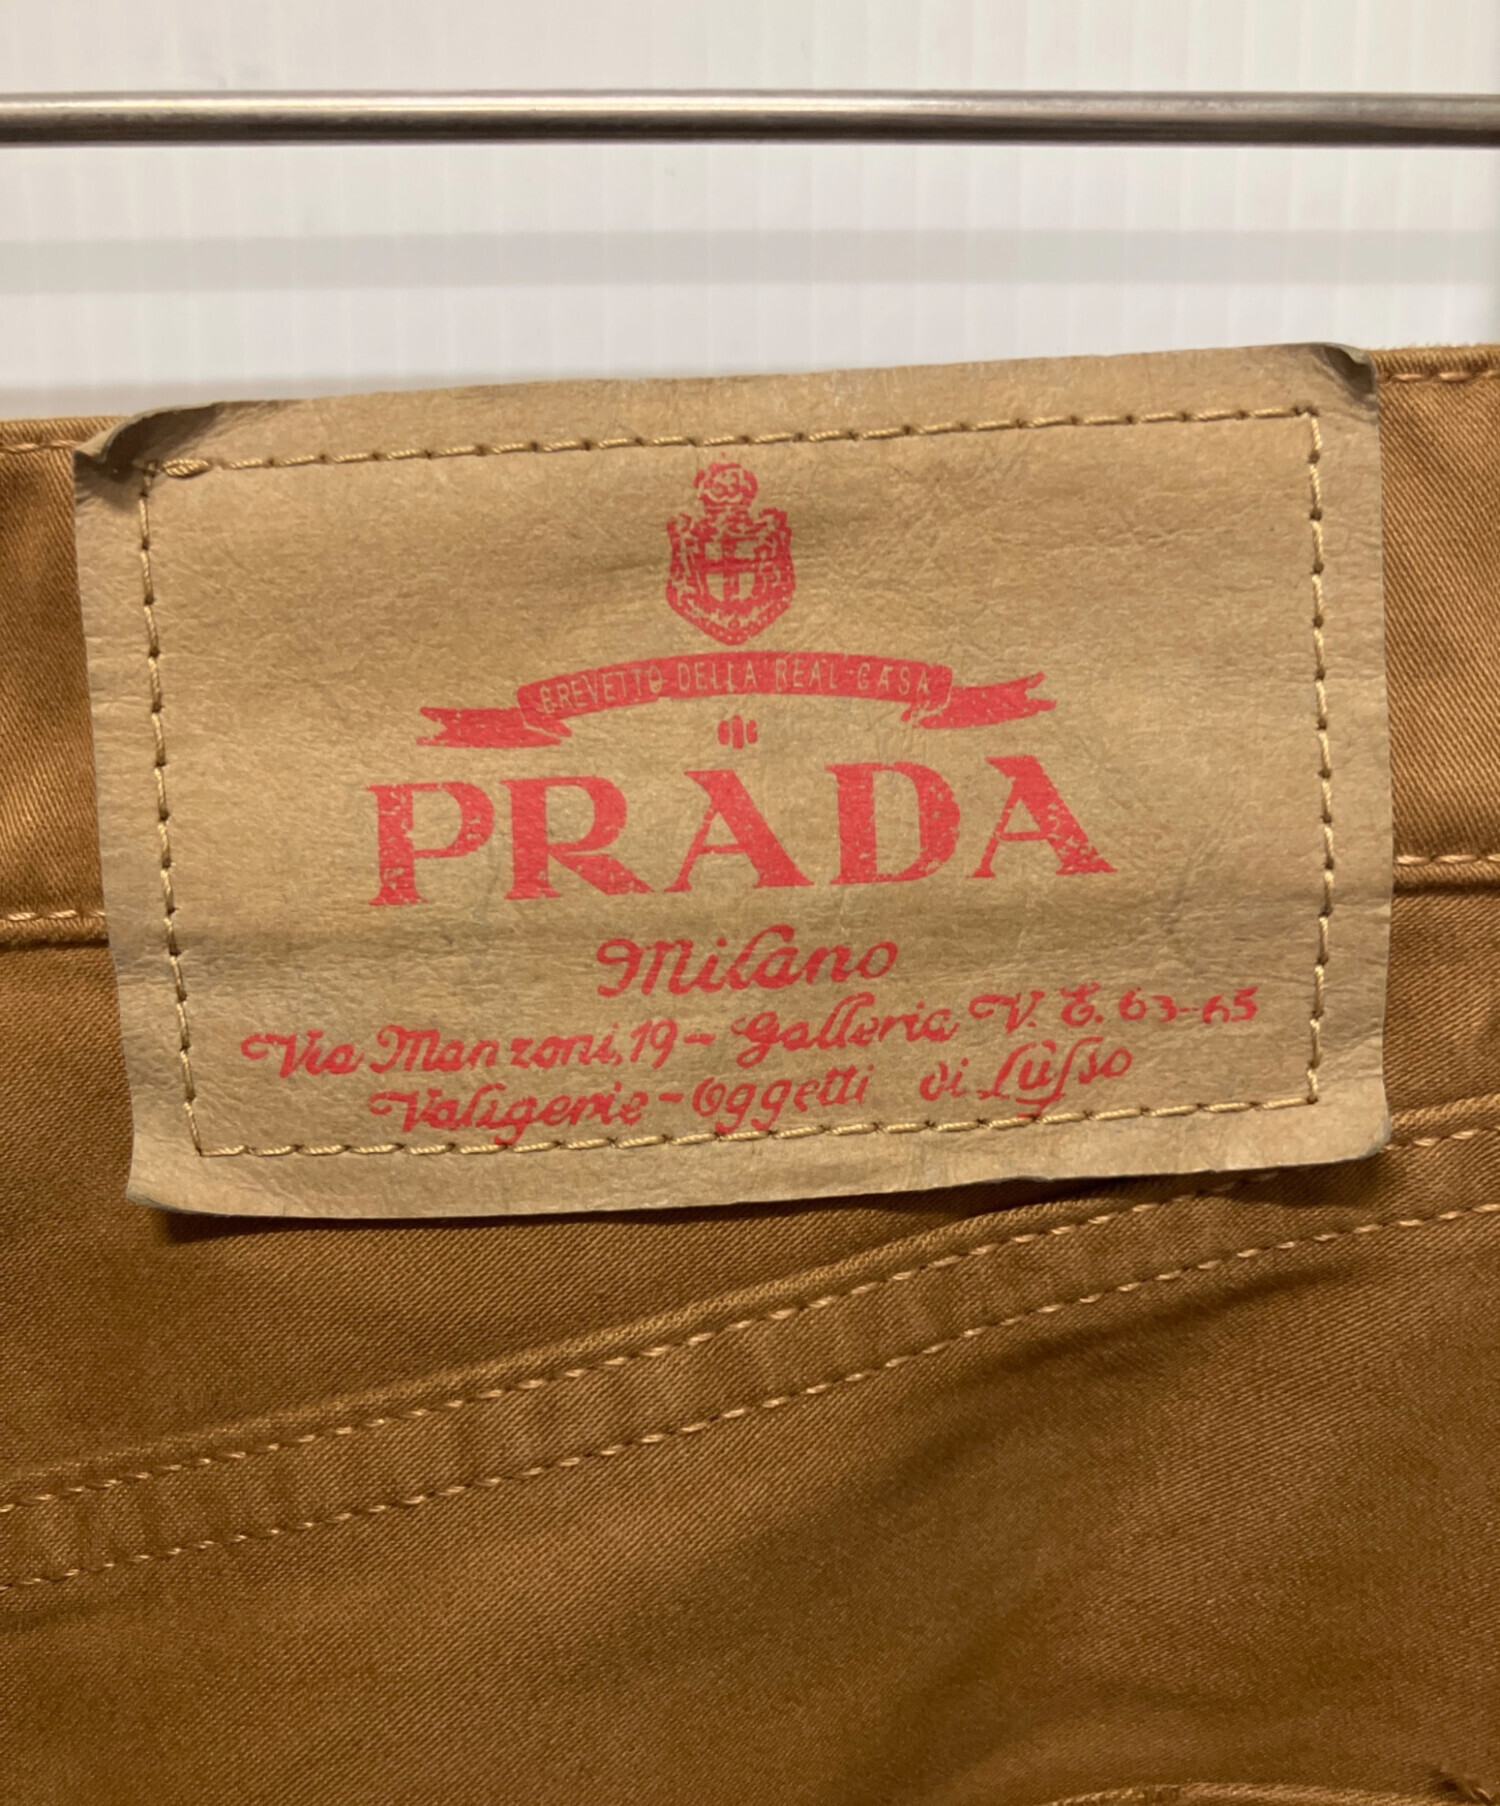 BREVETTO DELLA REAL CASA
PRADA
Milano
Via Manzoni, 19 - Galleria V. E. 63-65
Valigerie - Oggetti di Lusso